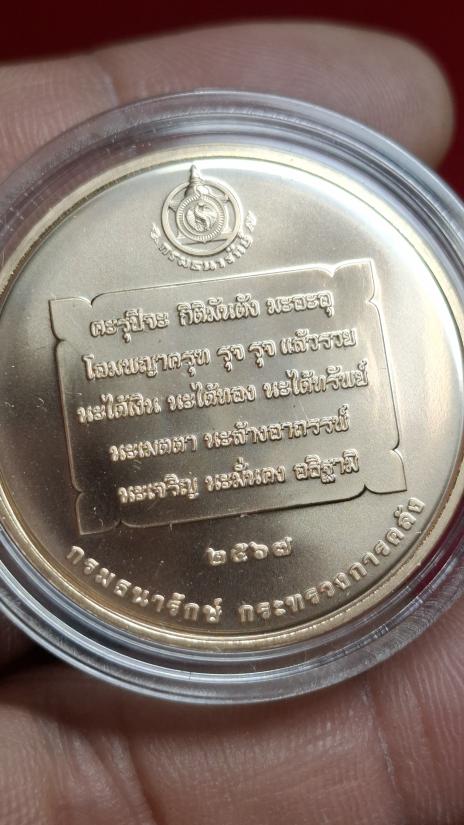 กรมธนารักษ์
คะรุปิจะ กิติมันตัง มะอะอุ
โอมพญาครุฑ รุจ รุจ แล้วรวย
นะได้เงิน นะได้ทอง นะได้ทรัพย์
นะเมตตา นะล้างอาถรรพ์
นะเจริญ นะมั่นคง อธิฐามิ
๒๕๖๗
กรมธนารักษ์ กระทรวงการคลัง